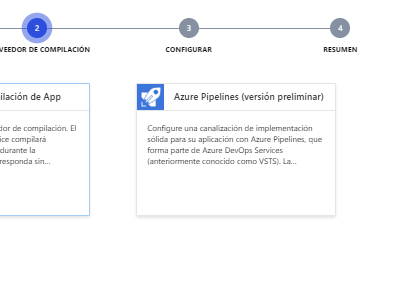 2
3
4
VEEDOR DE COMPILACIÓN
CONFIGURAR
RESUMEN
ilación de App
dor de compilación. El
ice compilará
durante la
responda sin...
Azure Pipelines (versión preliminar)
Configure una canalización de implementación
sólida para su aplicación con Azure Pipelines, que
forma parte de Azure DevOps Services
(anteriormente conocido como VSTS). La...